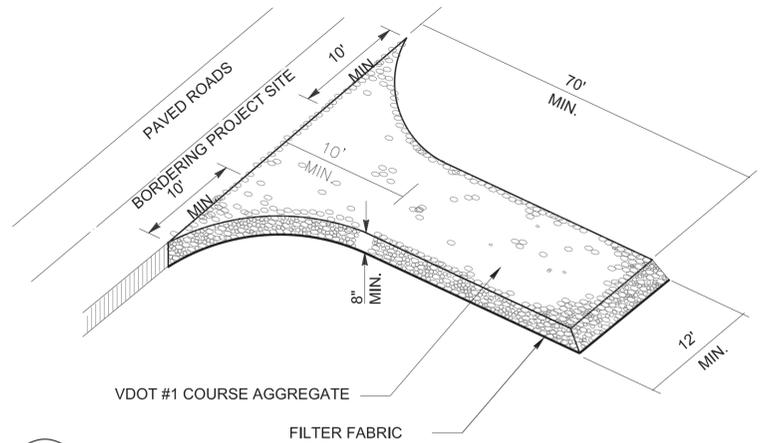 10'
MIN.
70'
MIN.
PAVED ROADS
BORDERING PROJECT SITE
10'
MIN.
10'
MIN.
8"
MIN.
12'
MIN.
VDOT #1 COURSE AGGREGATE
FILTER FABRIC